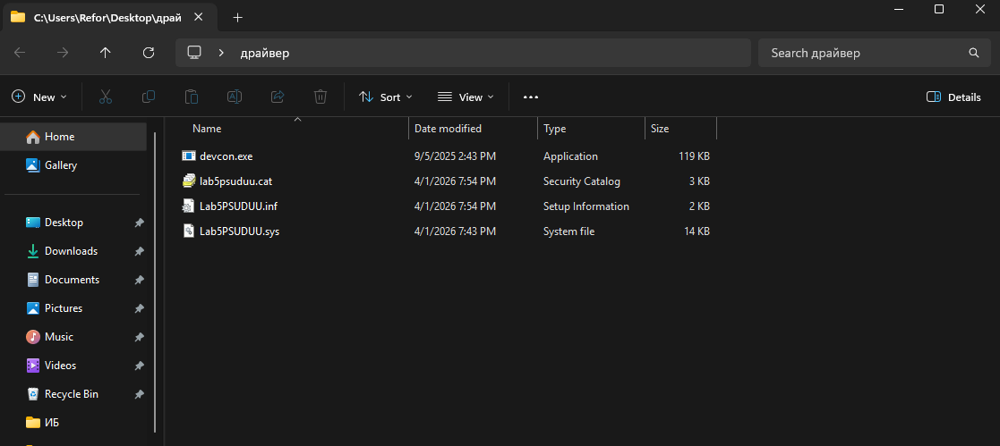 C:\Users\Refor\Desktop\драй
драйвер
Search драйвер
New
Sort
View
Details
Home
Gallery
Desktop
Downloads
Documents
Pictures
Music
Videos
Recycle Bin
ИБ
Name Date modified Type Size
devcon.exe 9/5/2025 2:43 PM Application 119 KB
lab5psuduu.cat 4/1/2026 7:54 PM Security Catalog 3 KB
Lab5PSUDUU.inf 4/1/2026 7:54 PM Setup Information 2 KB
Lab5PSUDUU.sys 4/1/2026 7:43 PM System file 14 KB